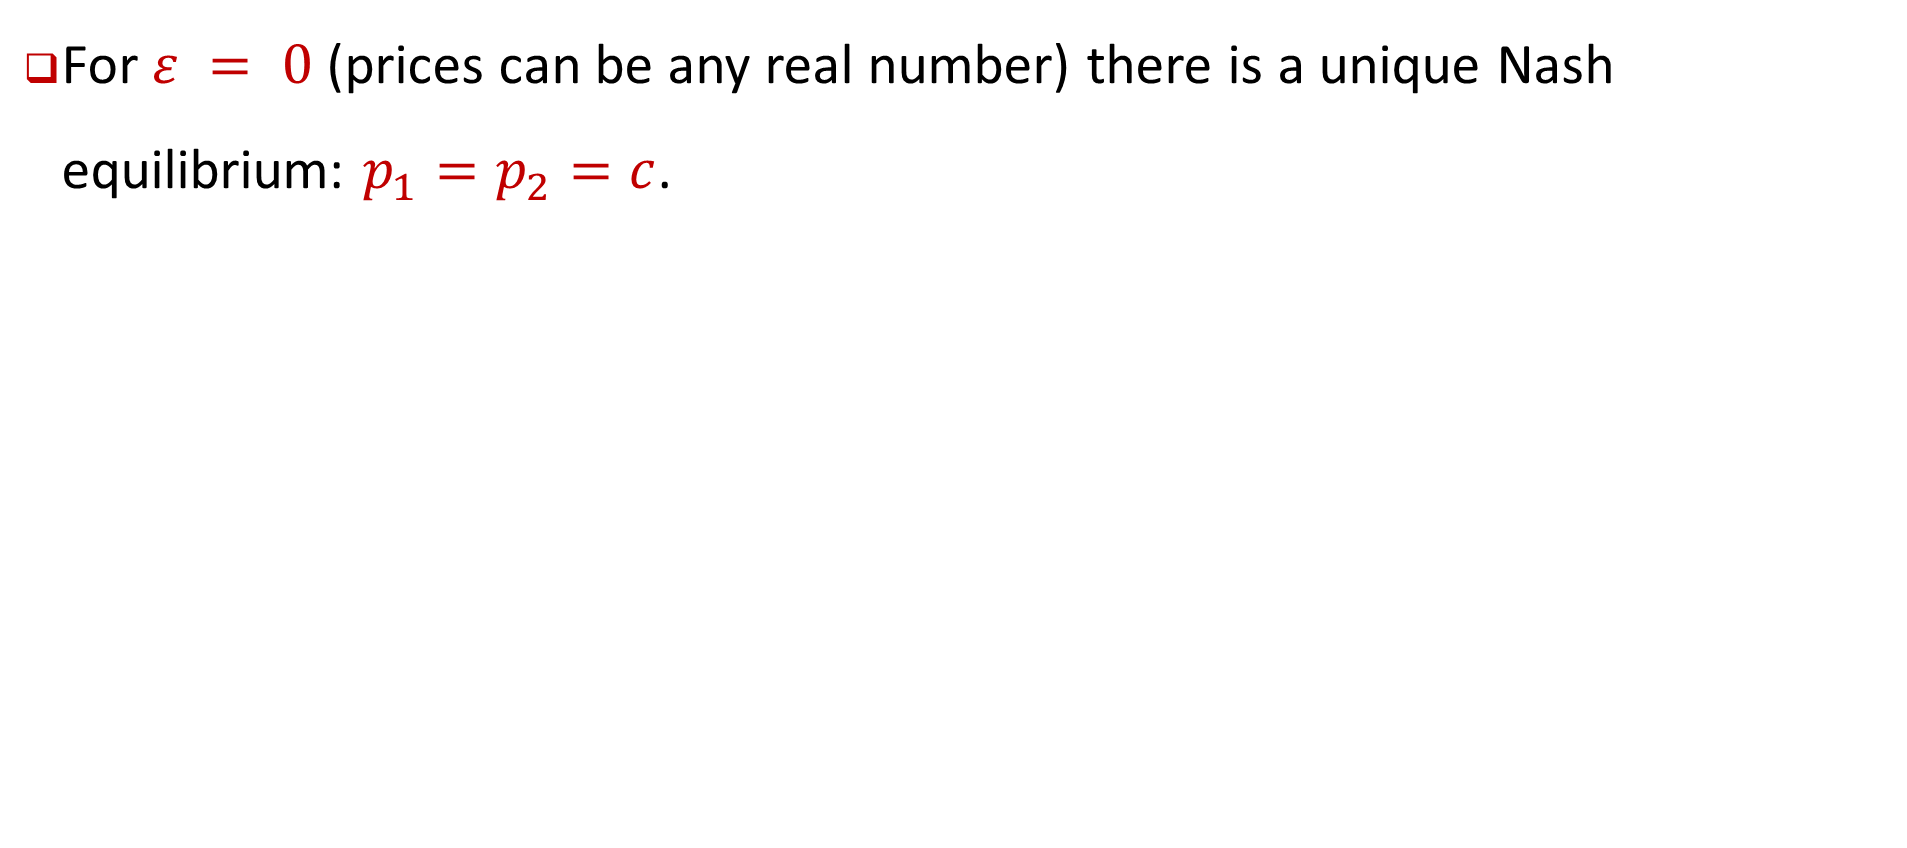 ❑For 𝜀 = 0 (prices can be any real number) there is a unique Nash
equilibrium: 𝑝₁ = 𝑝₂ = 𝑐.